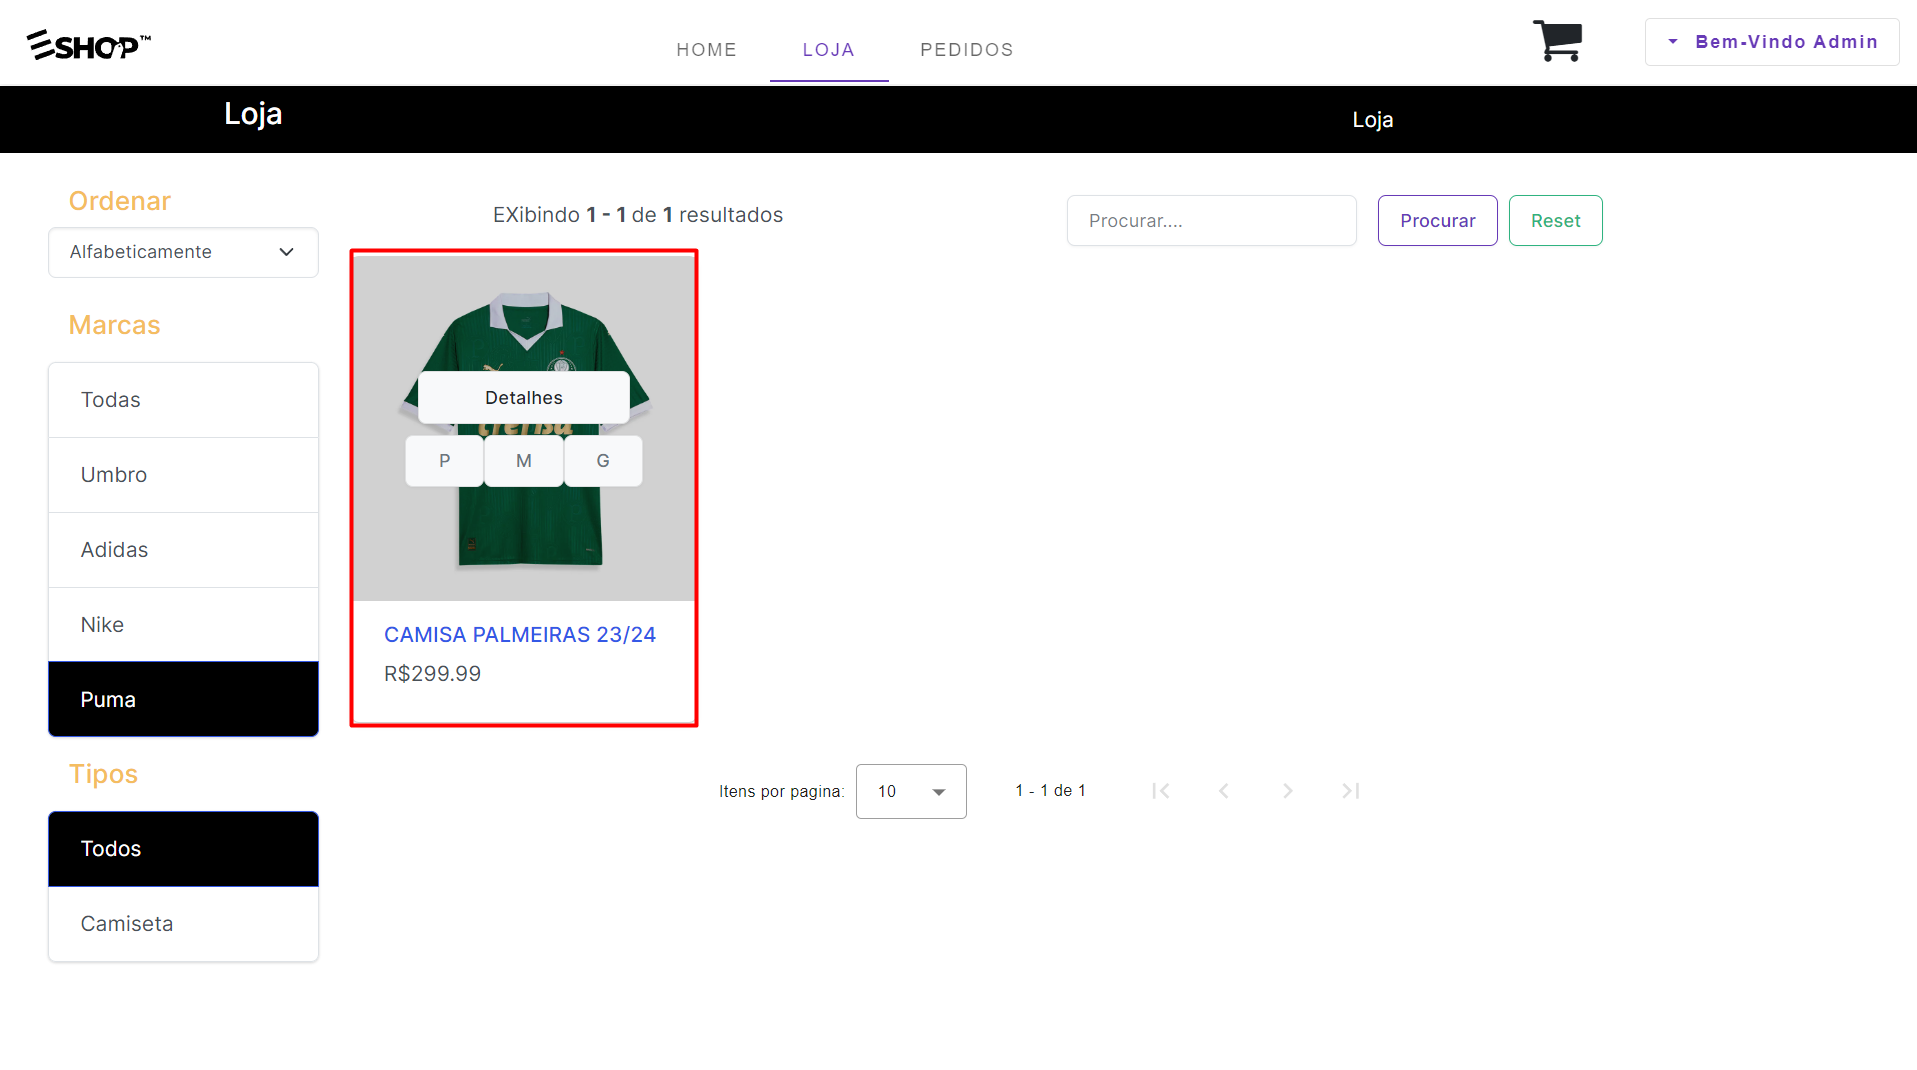 ESHOP™
HOME
LOJA
PEDIDOS
Bem-Vindo Admin
Loja
Loja
Ordenar
Alfabeticamente
EXibindo 1 - 1 de 1 resultados
Procurar....
Procurar
Reset
Marcas
Todas
Umbro
Adidas
Nike
Puma
Detalhes
P
M
G
CAMISA PALMEIRAS 23/24
R$299.99
Tipos
Todos
Camiseta
Itens por pagina:
10
1 - 1 de 1